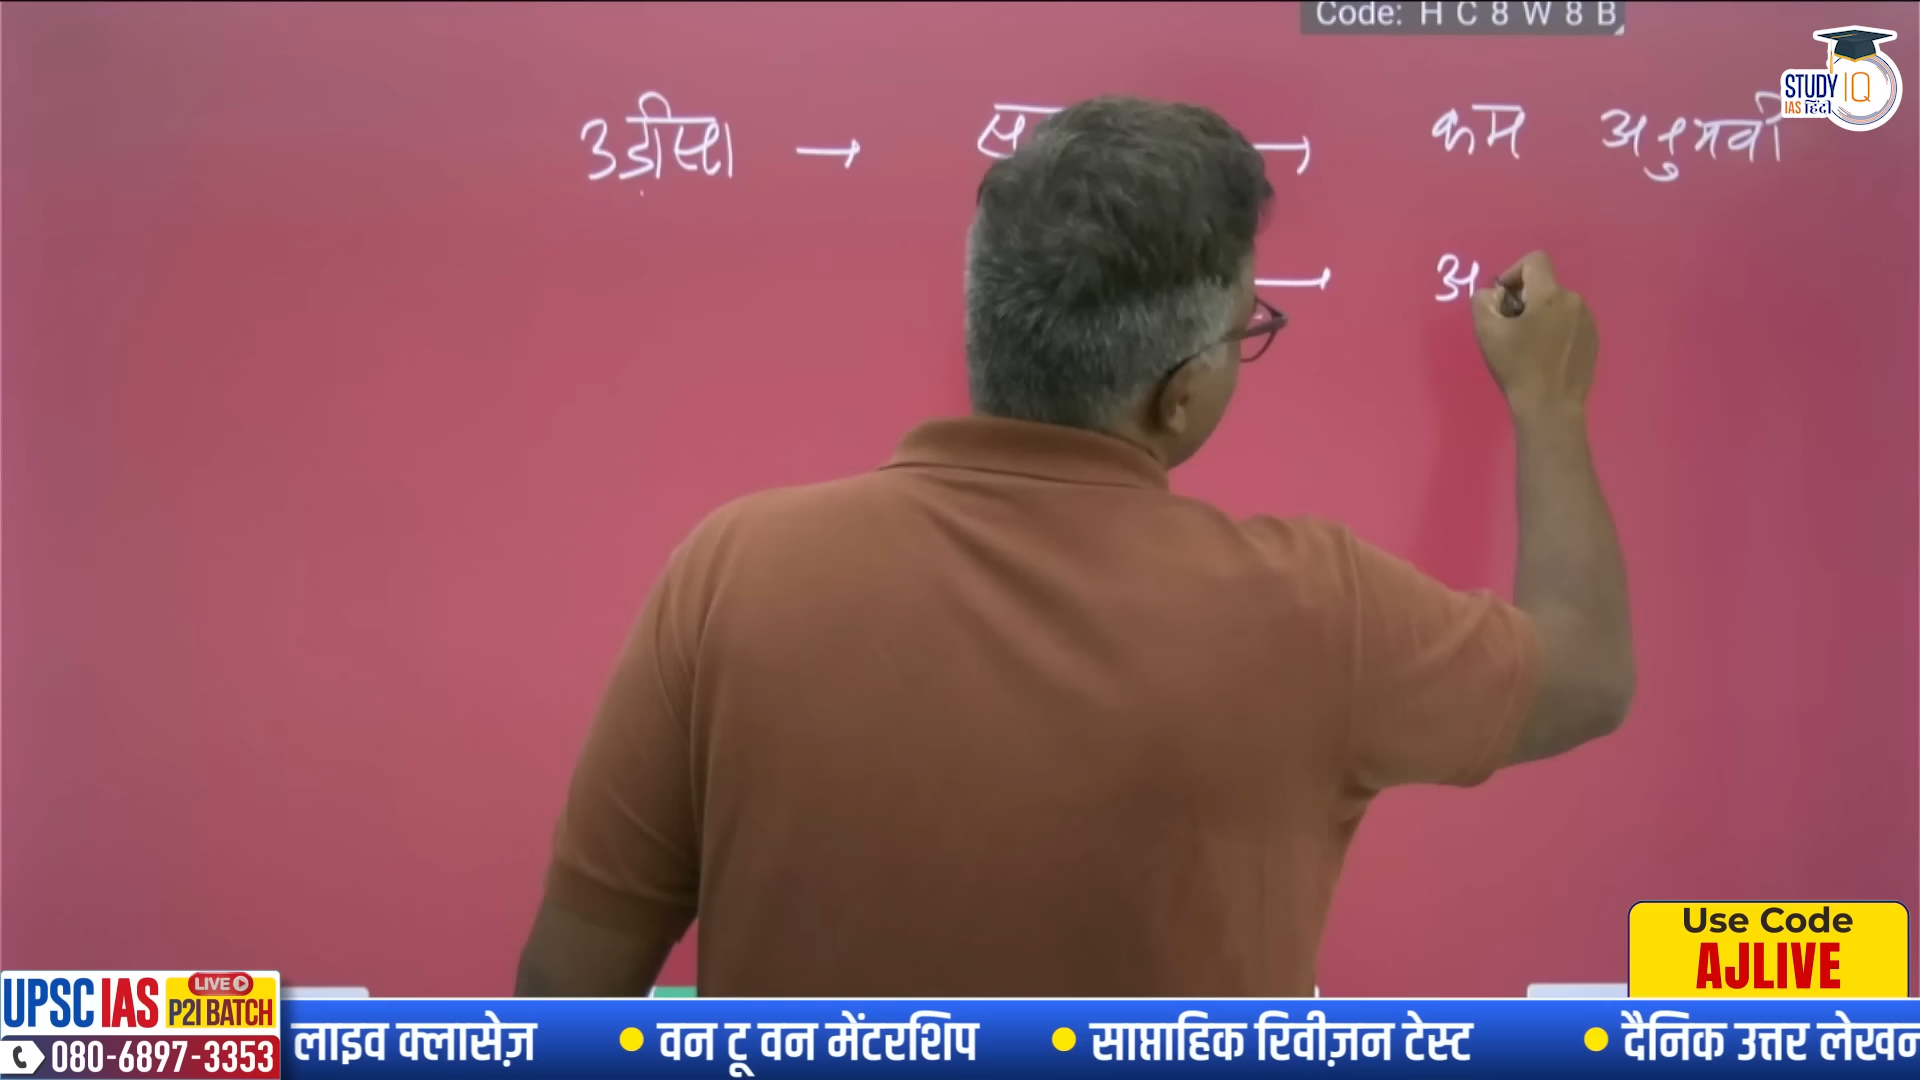 Code: H C 8 W 8 B
STUDY IQ
IAS हिंदी
उड़ीसा → → कम अनुभवी
→ अ
Use Code
AJLIVE
UPSC IAS LIVE P2I BATCH
080-6897-3353
लाइव क्लासेज़ • वन टू वन मेंटरशिप • साप्ताहिक रिवीज़न टेस्ट • दैनिक उत्तर लेखन